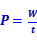 P = W/t